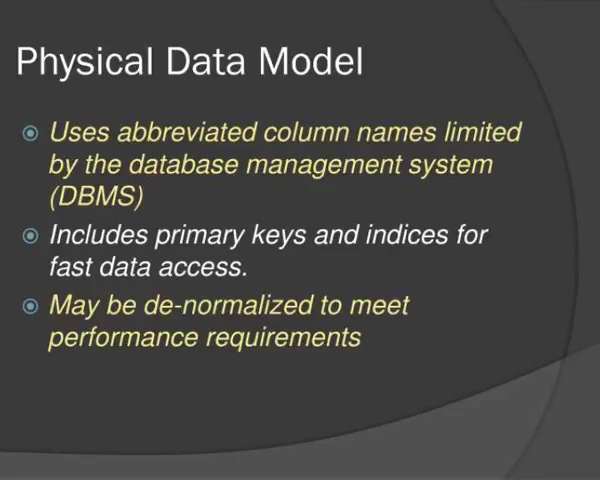 Physical Data Model
Uses abbreviated column names limited
by the database management system
(DBMS)
Includes primary keys and indices for
fast data access.
May be de-normalized to meet
performance requirements